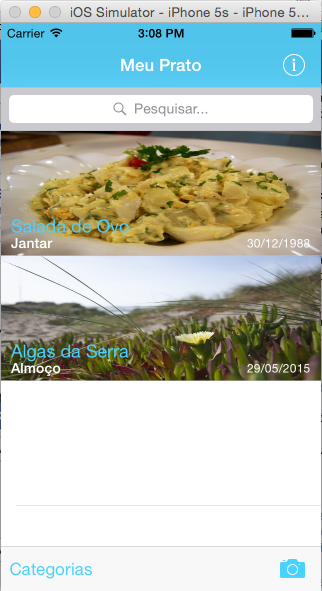 iOS Simulator - iPhone 5s - iPhone 5...
Carrier 3:08 PM
Meu Prato
Pesquisar...
Salada de Ovo
Jantar 30/12/1988
Algas da Serra
Almoço 29/05/2015
Categorias